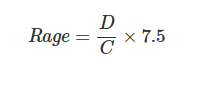 Rage = D/C × 7.5